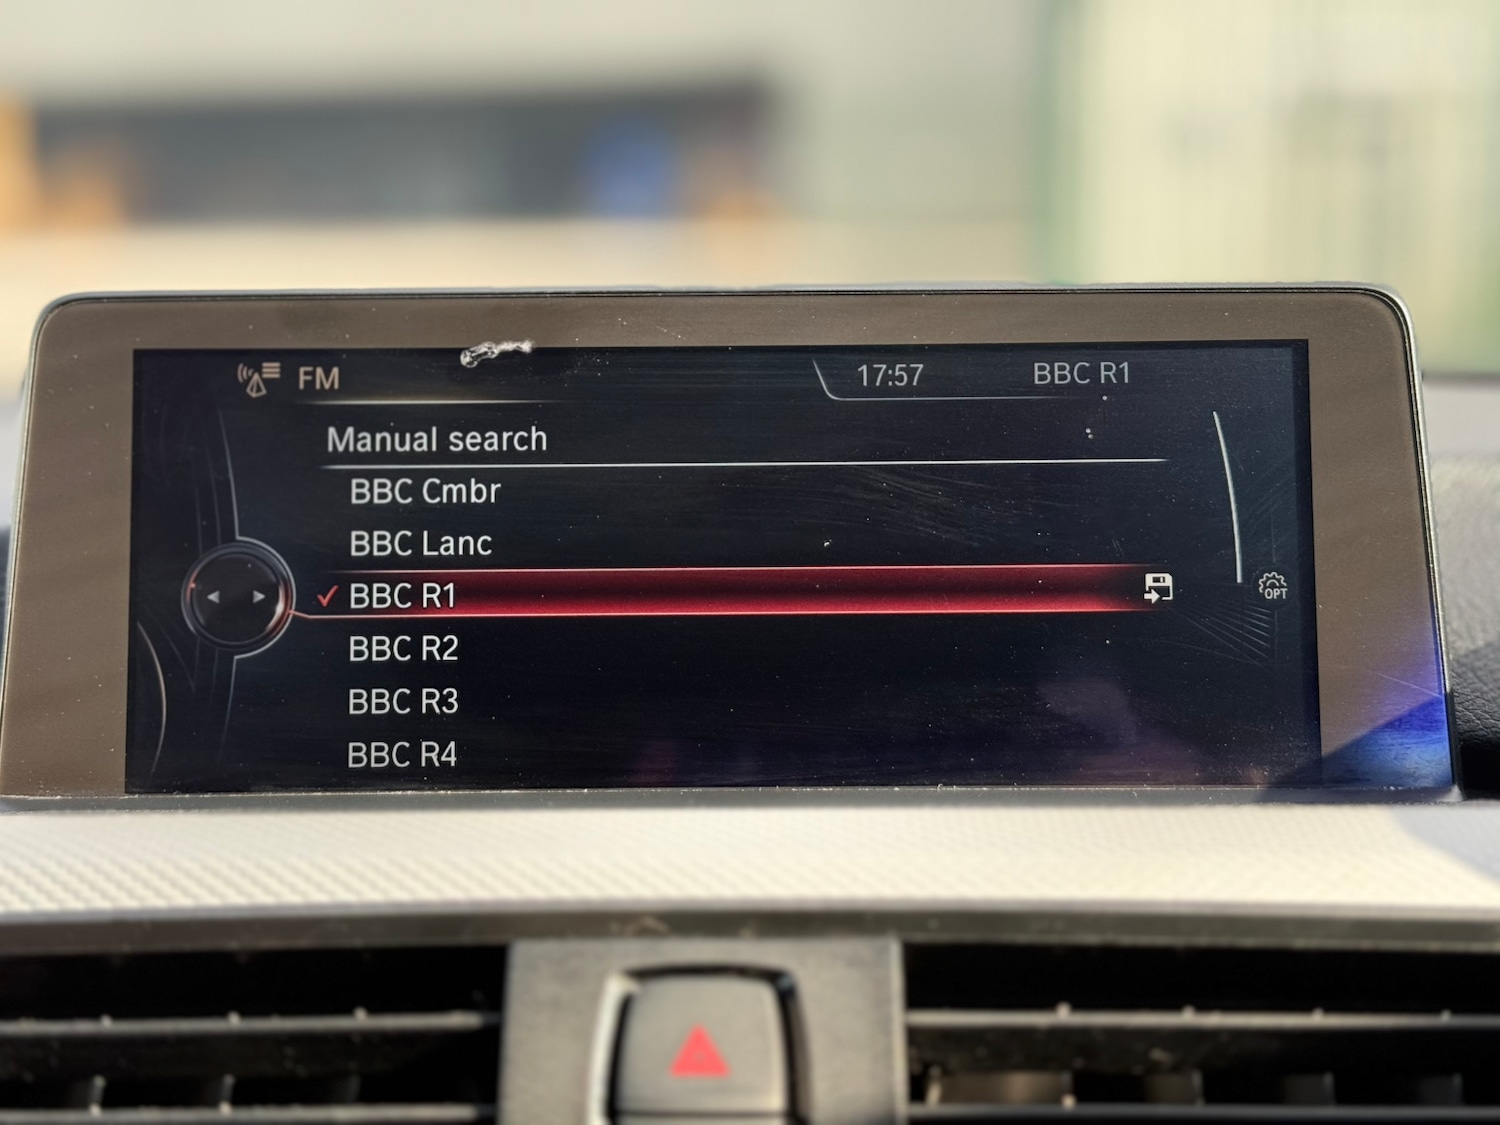 FM 17:57 BBC R1
Manual search
BBC Cmbr
BBC Lanc
BBC R1
OPT
BBC R2
BBC R3
BBC R4